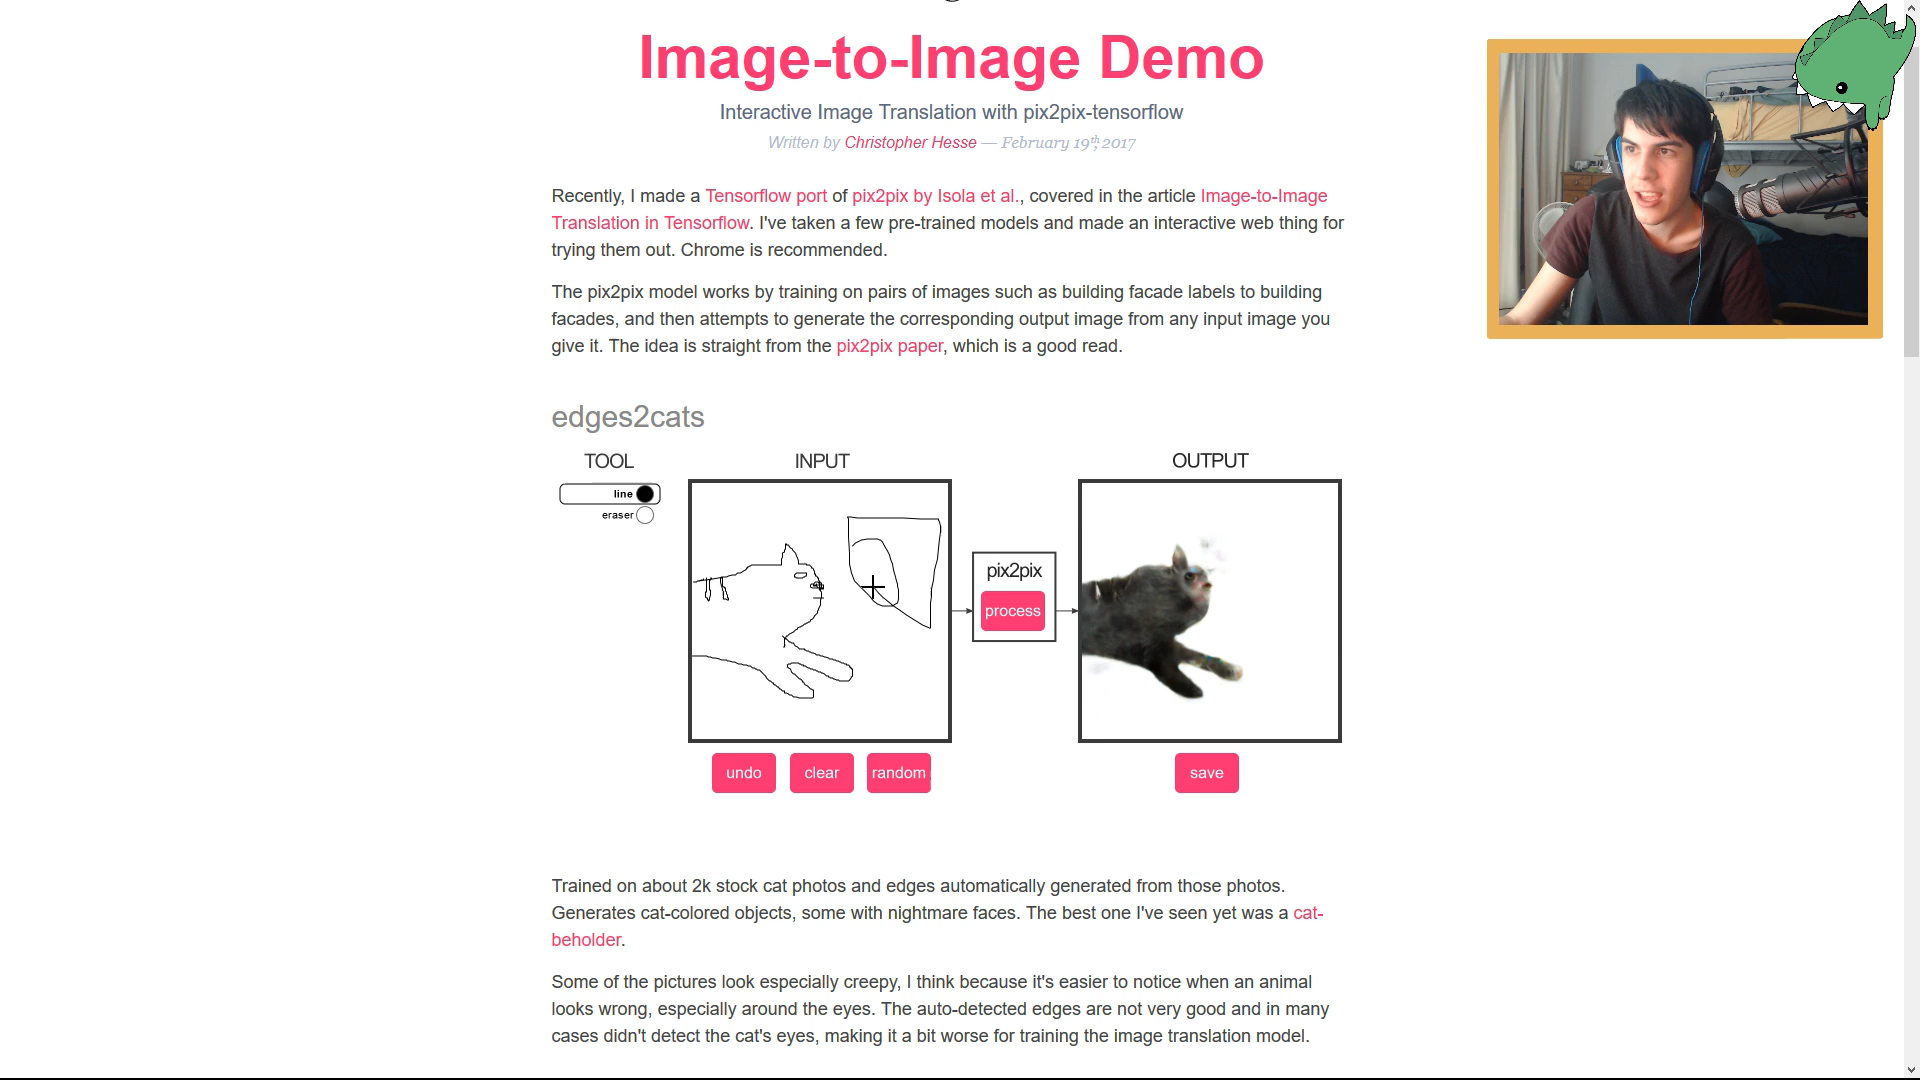 Image-to-Image Demo
Interactive Image Translation with pix2pix-tensorflow
Written by Christopher Hesse — February 19th, 2017
Recently, I made a Tensorflow port of pix2pix by Isola et al., covered in the article Image-to-Image
Translation in Tensorflow. I've taken a few pre-trained models and made an interactive web thing for
trying them out. Chrome is recommended.
The pix2pix model works by training on pairs of images such as building facade labels to building
facades, and then attempts to generate the corresponding output image from any input image you
give it. The idea is straight from the pix2pix paper, which is a good read.
edges2cats
TOOL
line
eraser
INPUT
undo
clear
random
pix2pix
process
OUTPUT
save
Trained on about 2k stock cat photos and edges automatically generated from those photos.
Generates cat-colored objects, some with nightmare faces. The best one I've seen yet was a cat-
beholder.
Some of the pictures look especially creepy, I think because it's easier to notice when an animal
looks wrong, especially around the eyes. The auto-detected edges are not very good and in many
cases didn't detect the cat's eyes, making it a bit worse for training the image translation model.